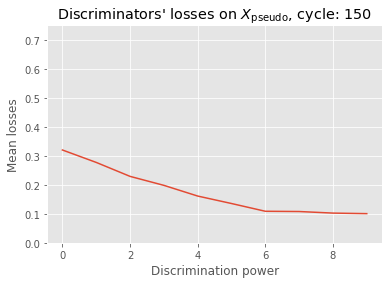 Discriminators' losses on X_pseudo, cycle: 150
0.7
0.6
0.5
0.4
0.3
0.2
0.1
0.0
Mean losses
0 2 4 6 8
Discrimination power